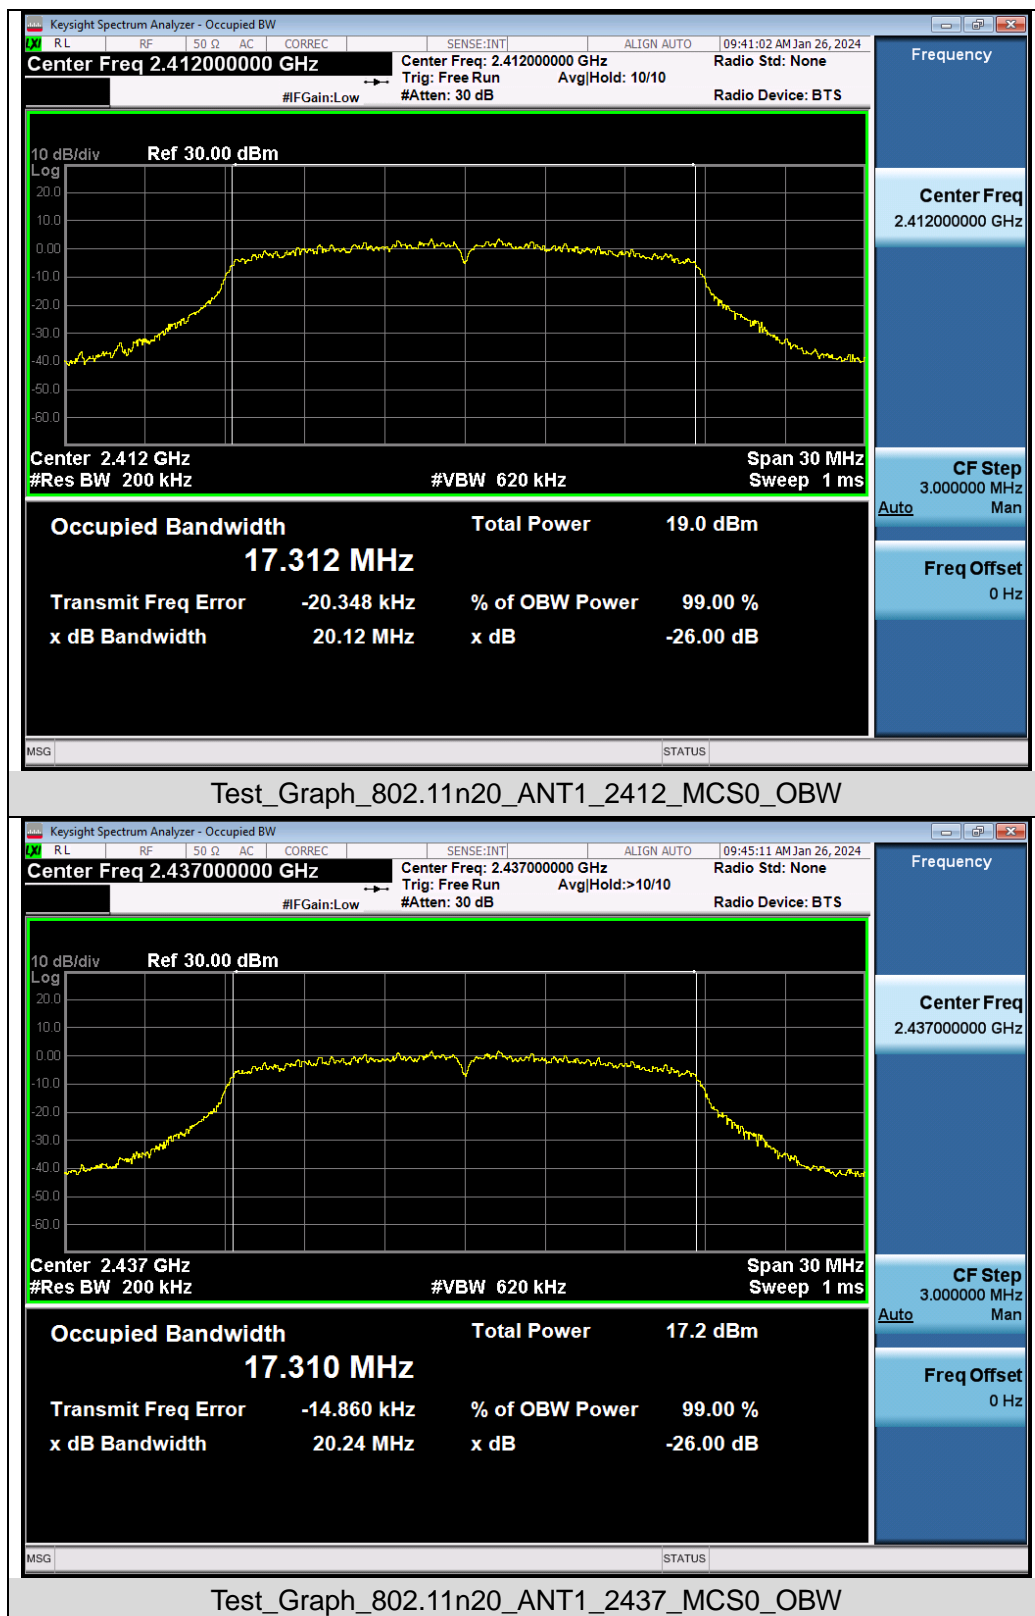 Keysight Spectrum Analyzer - Occupied BW
LXI RL RF 50 Ω AC CORREC SENSE:INT ALIGN AUTO 09:41:02 AM Jan 26, 2024
Center Freq 2.412000000 GHz Center Freq: 2.412000000 GHz Radio Std: None Frequency
Trig: Free Run Avg|Hold: 10/10
#IFGain:Low #Atten: 30 dB Radio Device: BTS
10 dB/div Ref 30.00 dBm
Log
20.0
10.0
0.00
-10.0
-20.0
-30.0
-40.0
-50.0
-60.0
Center Freq
2.412000000 GHz
Center 2.412 GHz Span 30 MHz
#Res BW 200 kHz #VBW 620 kHz Sweep 1 ms
CF Step
3.000000 MHz
Auto Man
Occupied Bandwidth Total Power 19.0 dBm
17.312 MHz
Freq Offset
0 Hz
Transmit Freq Error -20.348 kHz % of OBW Power 99.00 %
x dB Bandwidth 20.12 MHz x dB -26.00 dB
MSG STATUS
Test_Graph_802.11n20_ANT1_2412_MCS0_OBW
Keysight Spectrum Analyzer - Occupied BW
LXI RL RF 50 Ω AC CORREC SENSE:INT ALIGN AUTO 09:45:11 AM Jan 26, 2024
Center Freq 2.437000000 GHz Center Freq: 2.437000000 GHz Radio Std: None Frequency
Trig: Free Run Avg|Hold:>10/10
#IFGain:Low #Atten: 30 dB Radio Device: BTS
10 dB/div Ref 30.00 dBm
Log
20.0
10.0
0.00
-10.0
-20.0
-30.0
-40.0
-50.0
-60.0
Center Freq
2.437000000 GHz
Center 2.437 GHz Span 30 MHz
#Res BW 200 kHz #VBW 620 kHz Sweep 1 ms
CF Step
3.000000 MHz
Auto Man
Occupied Bandwidth Total Power 17.2 dBm
17.310 MHz
Freq Offset
0 Hz
Transmit Freq Error -14.860 kHz % of OBW Power 99.00 %
x dB Bandwidth 20.24 MHz x dB -26.00 dB
MSG STATUS
Test_Graph_802.11n20_ANT1_2437_MCS0_OBW